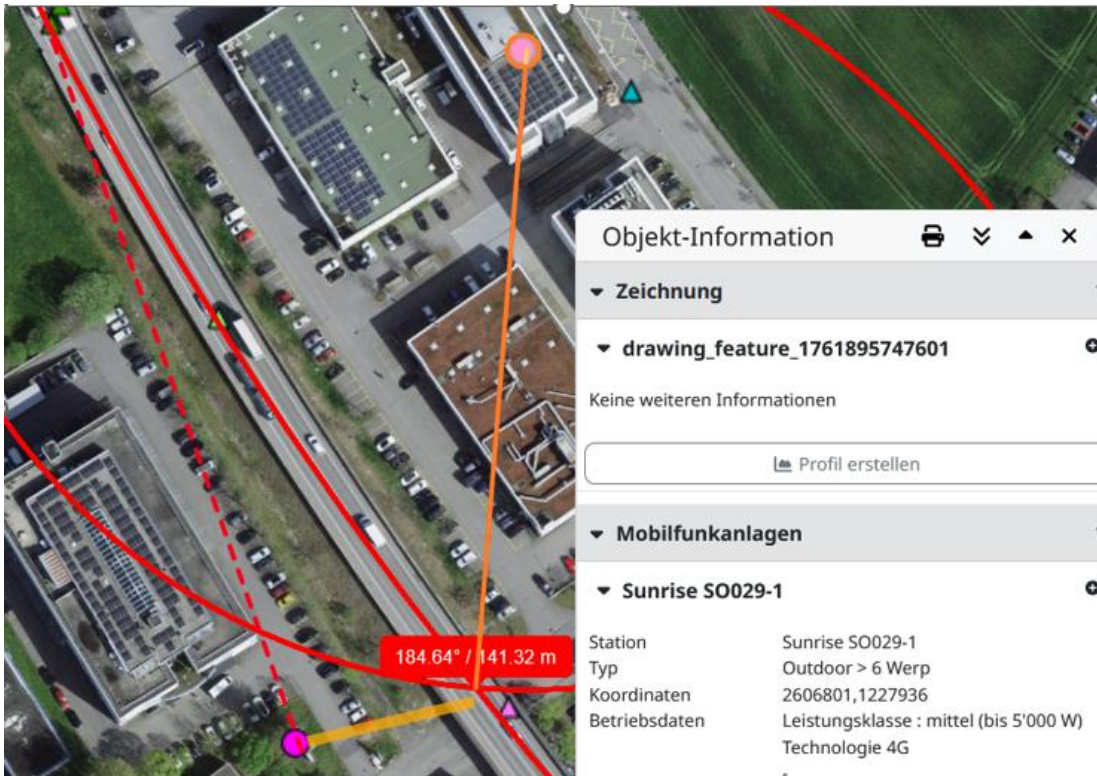 Objekt-Information
Zeichnung
drawing_feature_1761895747601
Keine weiteren Informationen
Profil erstellen
Mobilfunkanlagen
Sunrise SO029-1
Station Sunrise SO029-1
Typ Outdoor > 6 Werp
Koordinaten 2606801,1227936
Betriebsdaten Leistungsklasse : mittel (bis 5'000 W)
Technologie 4G
184.64° / 141.32 m